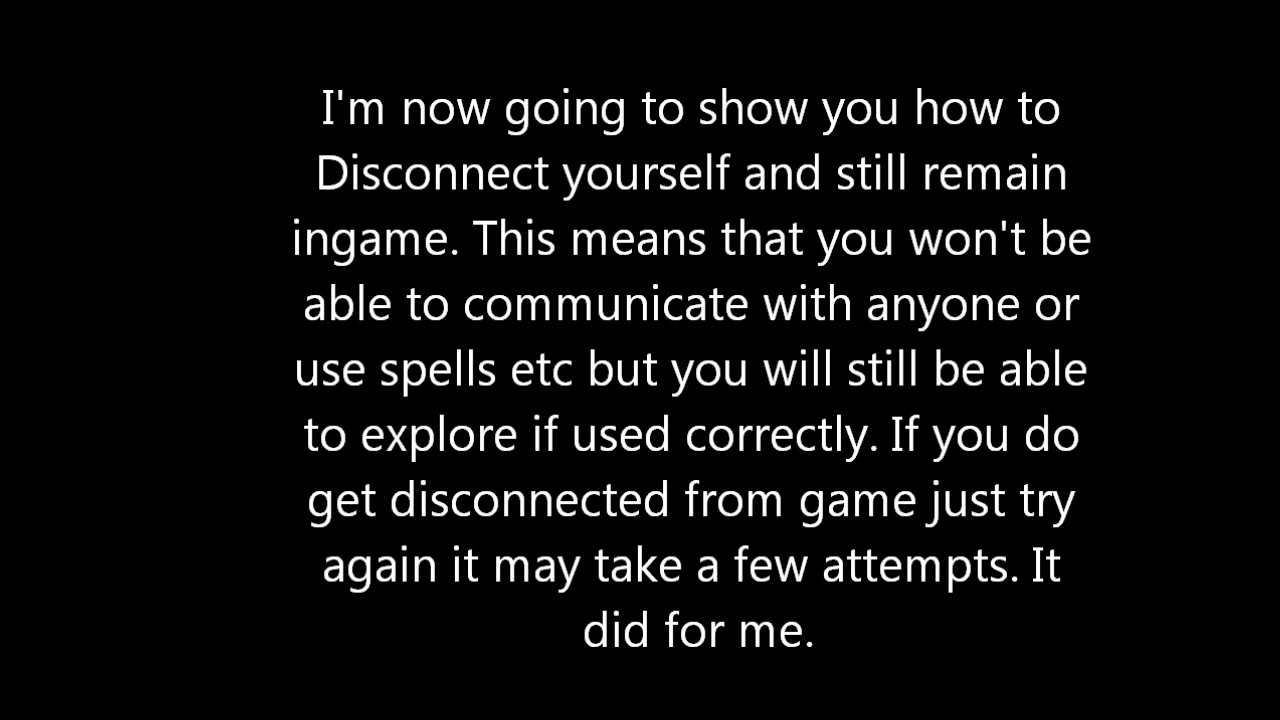 I'm now going to show you how to
Disconnect yourself and still remain
ingame. This means that you won't be
able to communicate with anyone or
use spells etc but you will still be able
to explore if used correctly. If you do
get disconnected from game just try
again it may take a few attempts. It
did for me.